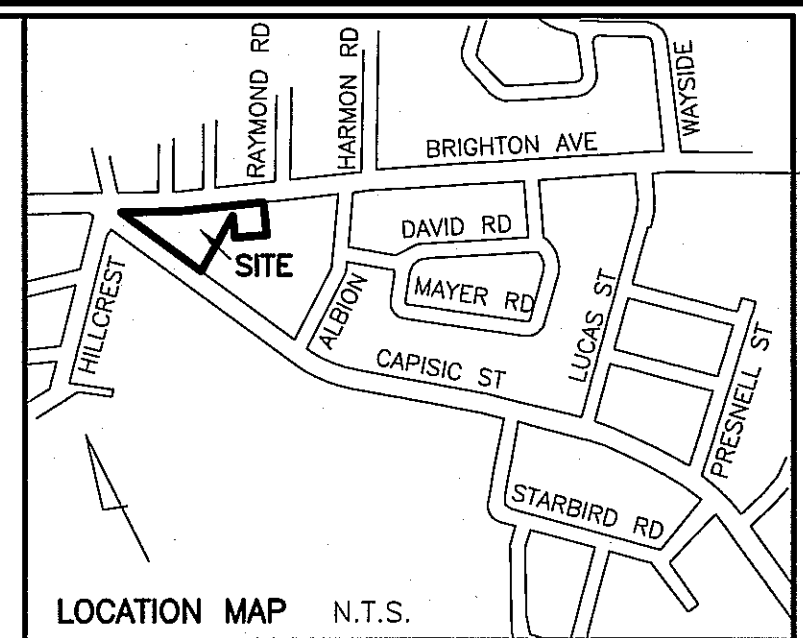 RAYMOND RD
HARMON RD
WAYSIDE
BRIGHTON AVE
DAVID RD
SITE
MAYER RD
ALBION
HILLCREST
LUCAS ST
CAPISIC ST
PRESNELL ST
STARBIRD RD
LOCATION MAP N.T.S.